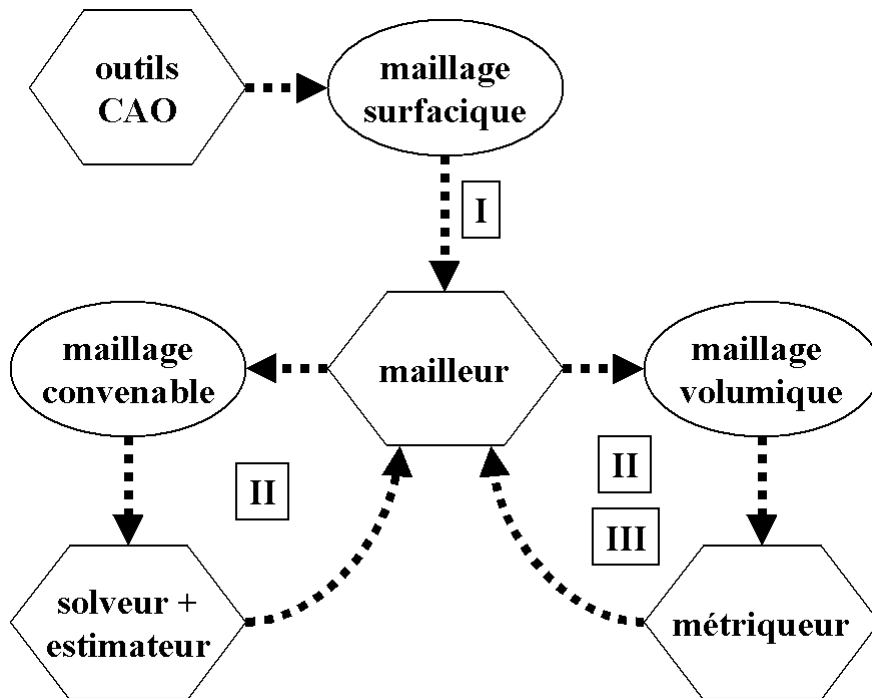 outils
CAO
maillage
surfacique
I
maillage
convenable
mailleur
maillage
volumique
II
II
III
solveur +
estimateur
métriqueur